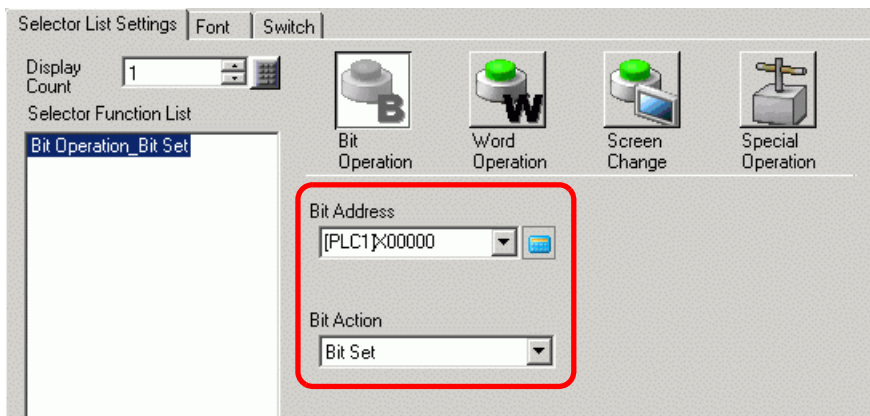 Selector List Settings Font Switch
Display Count 1
Selector Function List
Bit Operation_Bit Set
Bit Operation
Word Operation
Screen Change
Special Operation
Bit Address
[PLC1]X00000
Bit Action
Bit Set